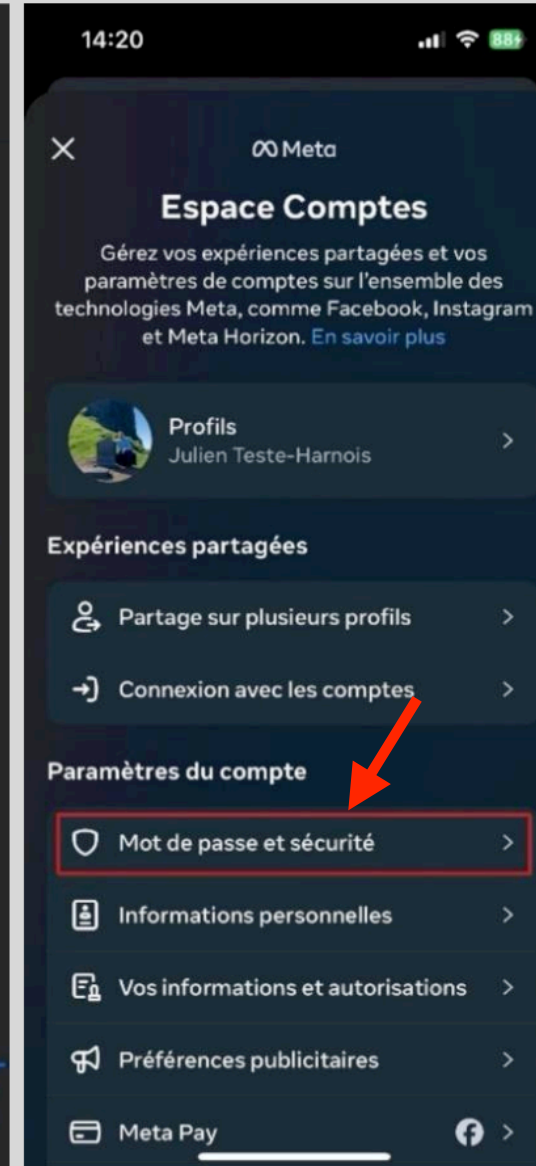 14:20
88
Meta
Espace Comptes
Gérez vos expériences partagées et vos
paramètres de comptes sur l'ensemble des
technologies Meta, comme Facebook, Instagram
et Meta Horizon. En savoir plus
Profils
Julien Teste-Harnois
Expériences partagées
Partage sur plusieurs profils
Connexion avec les comptes
Paramètres du compte
Mot de passe et sécurité
Informations personnelles
Vos informations et autorisations
Préférences publicitaires
Meta Pay